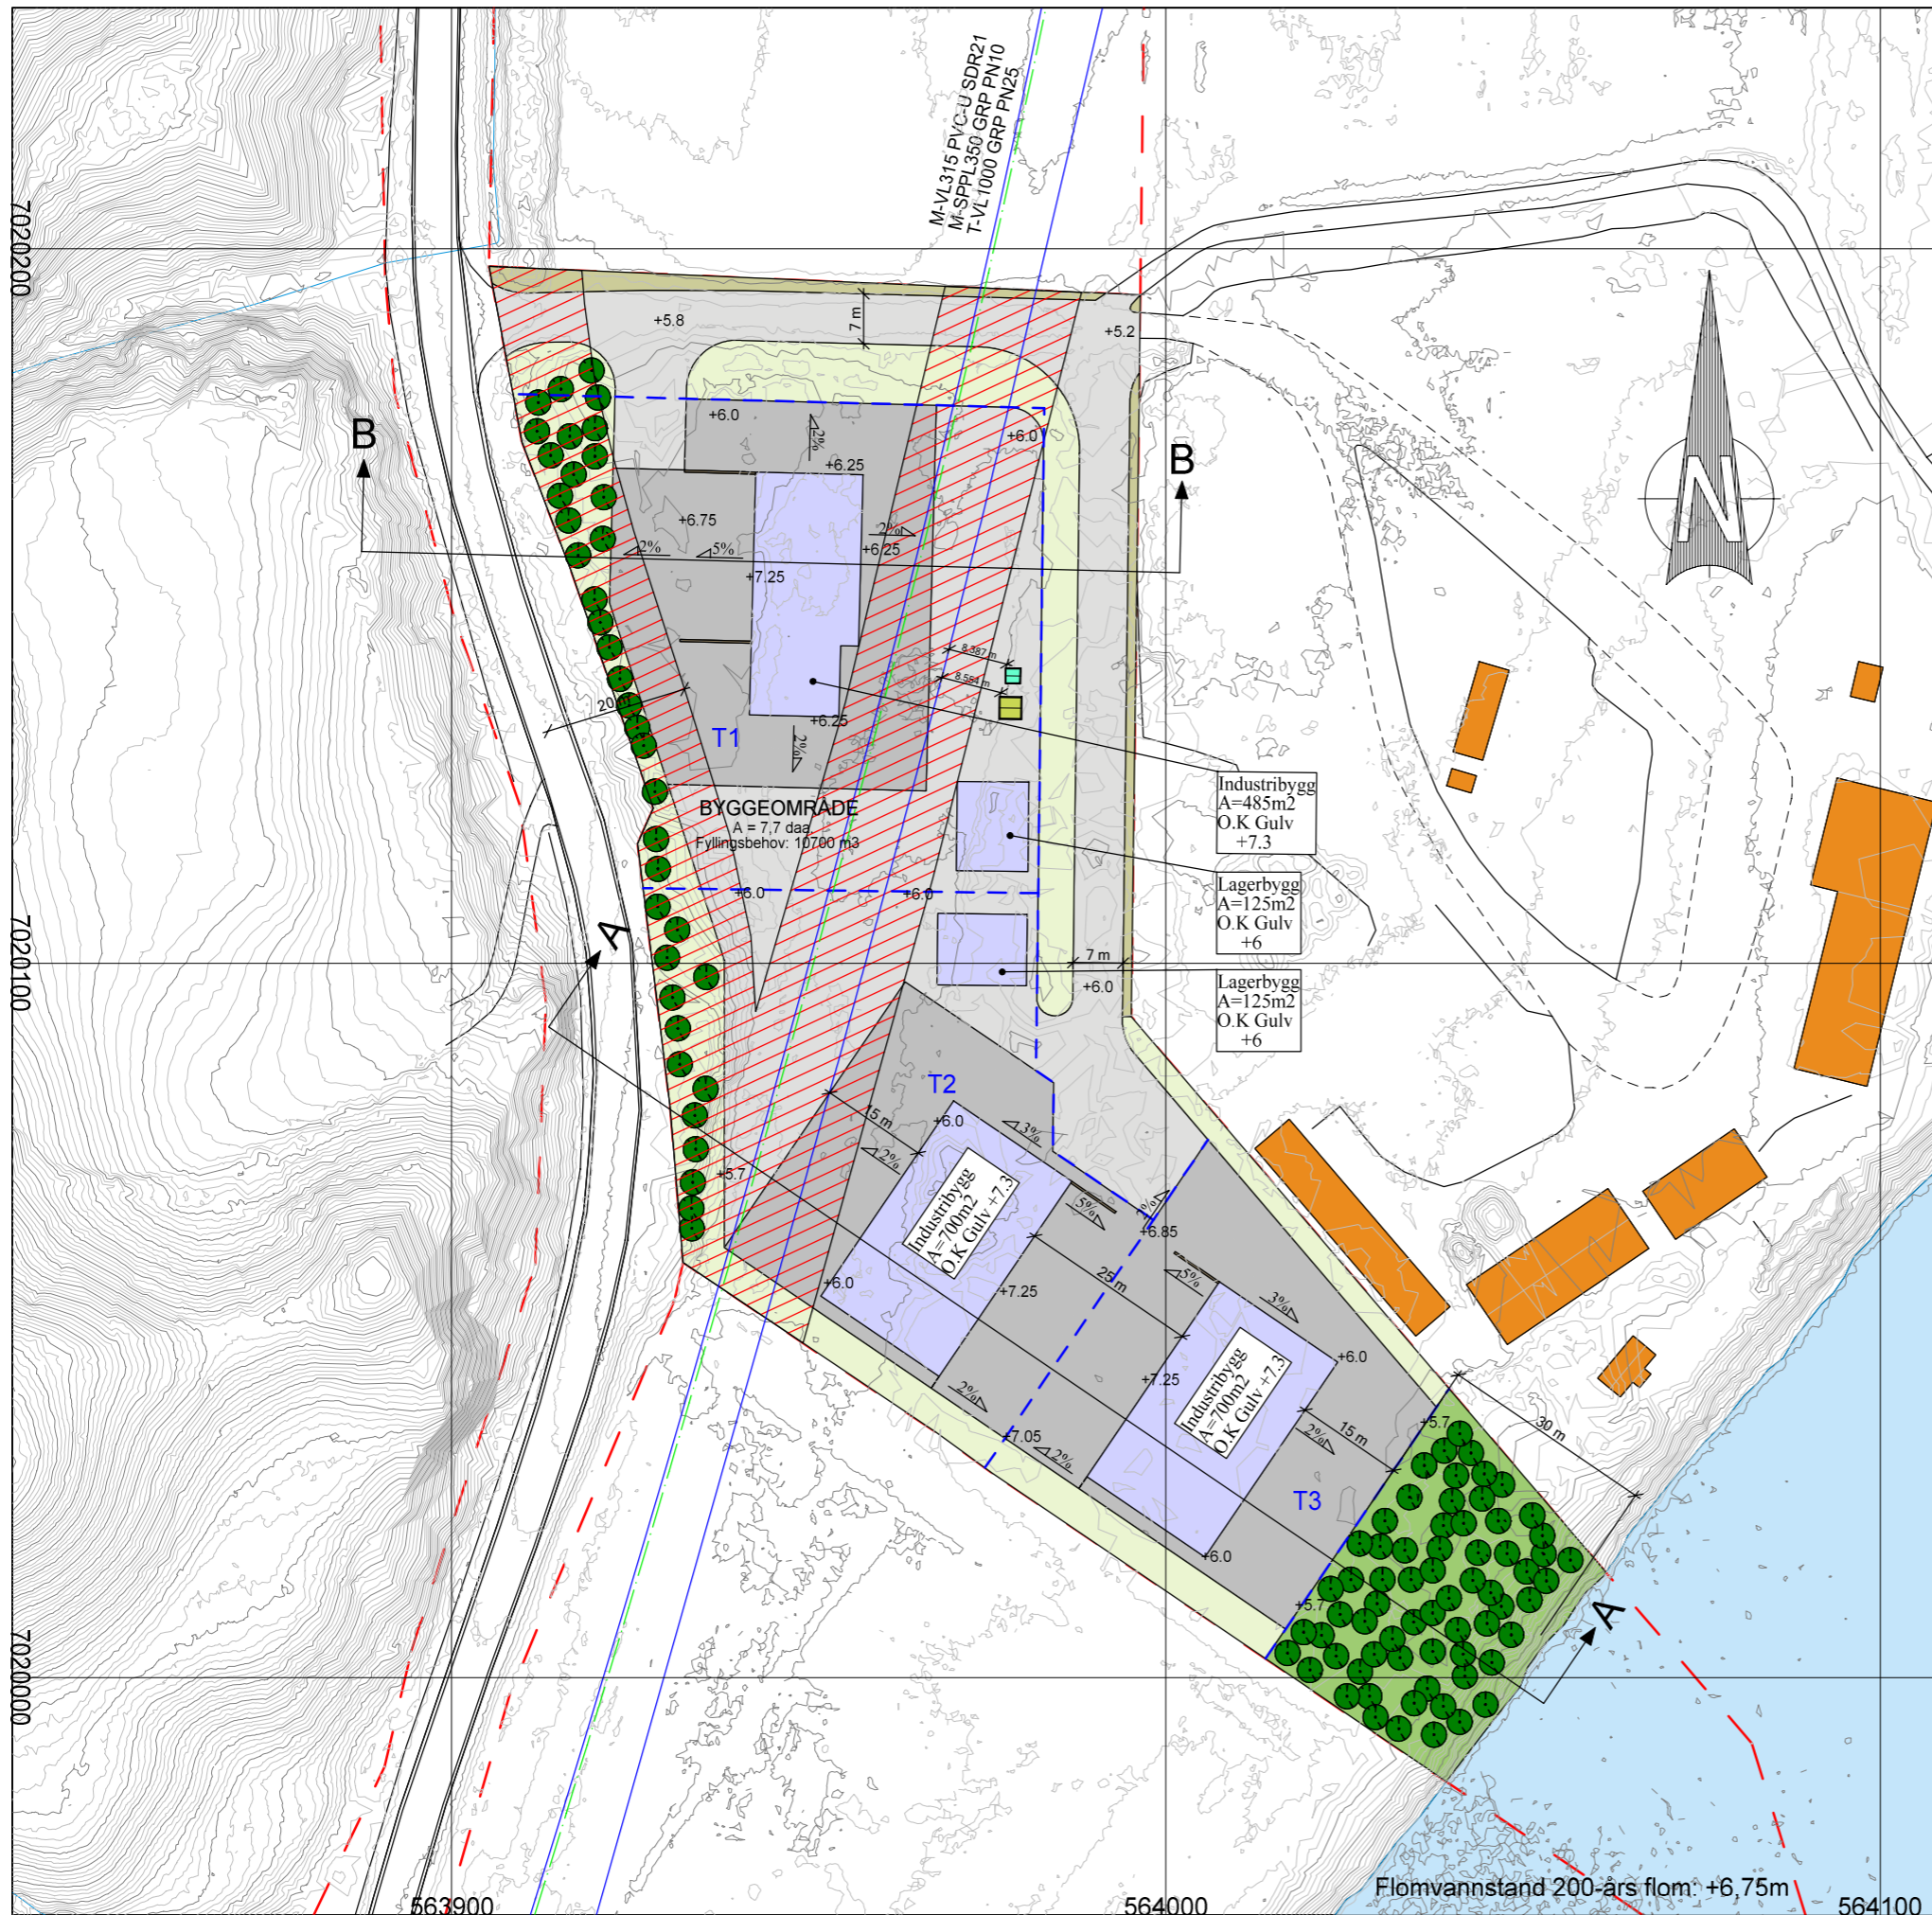 M-VL315 PVC-U SDR21
M-SPPL350 GRP PN10
T-VL1000 GRP PN25
7020200
+5.8
7 m
+5.2
+6.0
2%
+6.25
+6.0
B
B
N
+6.75
2%
5%
2%
+6.25
+7.25
8.387 m
8.584 m
20 m
+6.25
T1
2%
Industribygg
A=485m2
O.K Gulv
+7.3
BYGGEOMRÅDE
A = 7,7 daa.
Fyllingsbehov: 10700 m3
Lagerbygg
A=125m2
O.K Gulv
+6
+6.0
+6.0
A
7020100
7 m
+6.0
Lagerbygg
A=125m2
O.K Gulv
+6
T2
15 m
+6.0
3%
2%
+5.7
Industribygg
A=700m2
O.K Gulv +7.3
5%
2%
+6.85
+6.0
+7.25
25 m
5%
3%
+6.0
+7.25
Industribygg
A=700m2
O.K Gulv +7.3
2%
+7.05
2%
15 m
2%
+5.7
30 m
T3
+6.0
+5.7
A
7020000
Flomvannstand 200-års flom: +6,75m
563900
564000
564100